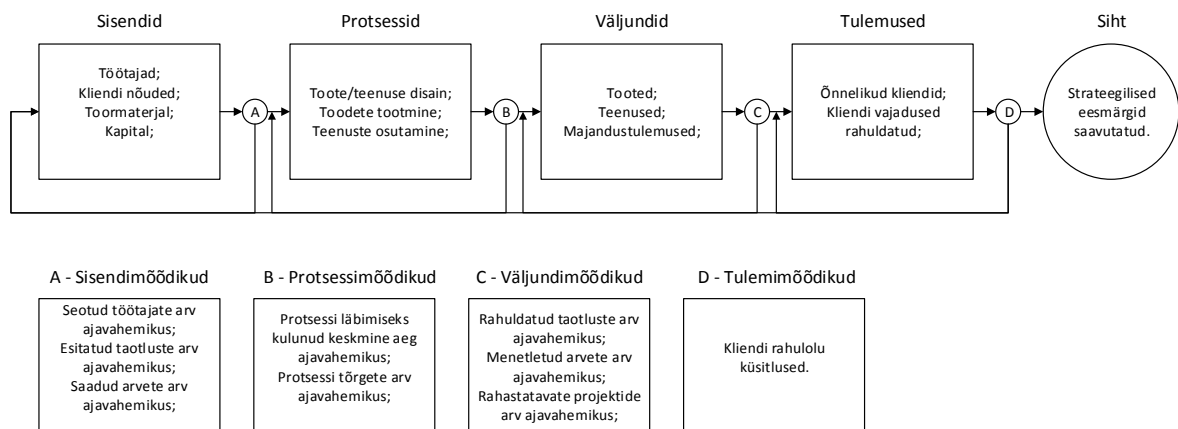 Sisendid
Protsessid
Väljundid
Tulemused
Siht
Töötajad;
Kliendi nõuded;
Toormaterjal;
Kapital;
A
Toote/teenuse disain;
Toodete tootmine;
Teenuste osutamine;
B
Tooted;
Teenused;
Majandustulemused;
C
Õnnelikud kliendid;
Kliendi vajadused
rahuldatud;
D
Strateegilised
eesmärgid
saavutatud.
A - Sisendimõõdikud
Seotud töötajate arv
ajavahemikus;
Esitatud taotluste arv
ajavahemikus;
Saadud arvete arv
ajavahemikus;
B - Protsessimõõdikud
Protsessi läbimiseks
kulunud keskmine aeg
ajavahemikus;
Protsessi tõrgete arv
ajavahemikus;
C - Väljundimõõdikud
Rahuldatud taotluste arv
ajavahemikus;
Menetletud arvete arv
ajavahemikus;
Rahastatavate projektide
arv ajavahemikus;
D - Tulemimõõdikud
Kliendi rahulolu
küsitlused.